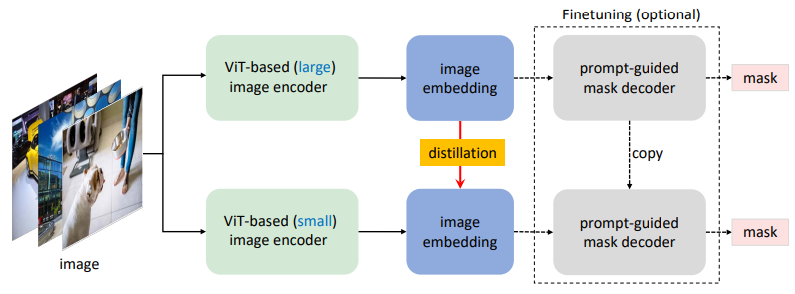 Finetuning (optional)
ViT-based (large)
image encoder
image
embedding
prompt-guided
mask decoder
mask
distillation
copy
ViT-based (small)
image encoder
image
embedding
prompt-guided
mask decoder
mask
image